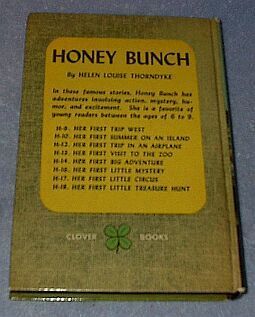 HONEY BUNCH
By HELEN LOUISE THORNDYKE
In these famous stories, Honey Bunch has
adventures involving action, mystery, hu-
mor, and excitement. She is a favorite of
young readers between the ages of 6 to 9.
H-9. HER FIRST TRIP WEST
H-10. HER FIRST SUMMER ON AN ISLAND
H-12. HER FIRST TRIP IN AN AIRPLANE
H-13. HER FIRST VISIT TO THE ZOO
H-14. HER FIRST BIG ADVENTURE
H-16. HER FIRST LITTLE MYSTERY
H-17. HER FIRST LITTLE CIRCUS
H-18. HER FIRST LITTLE TREASURE HUNT
CLOVER BOOKS